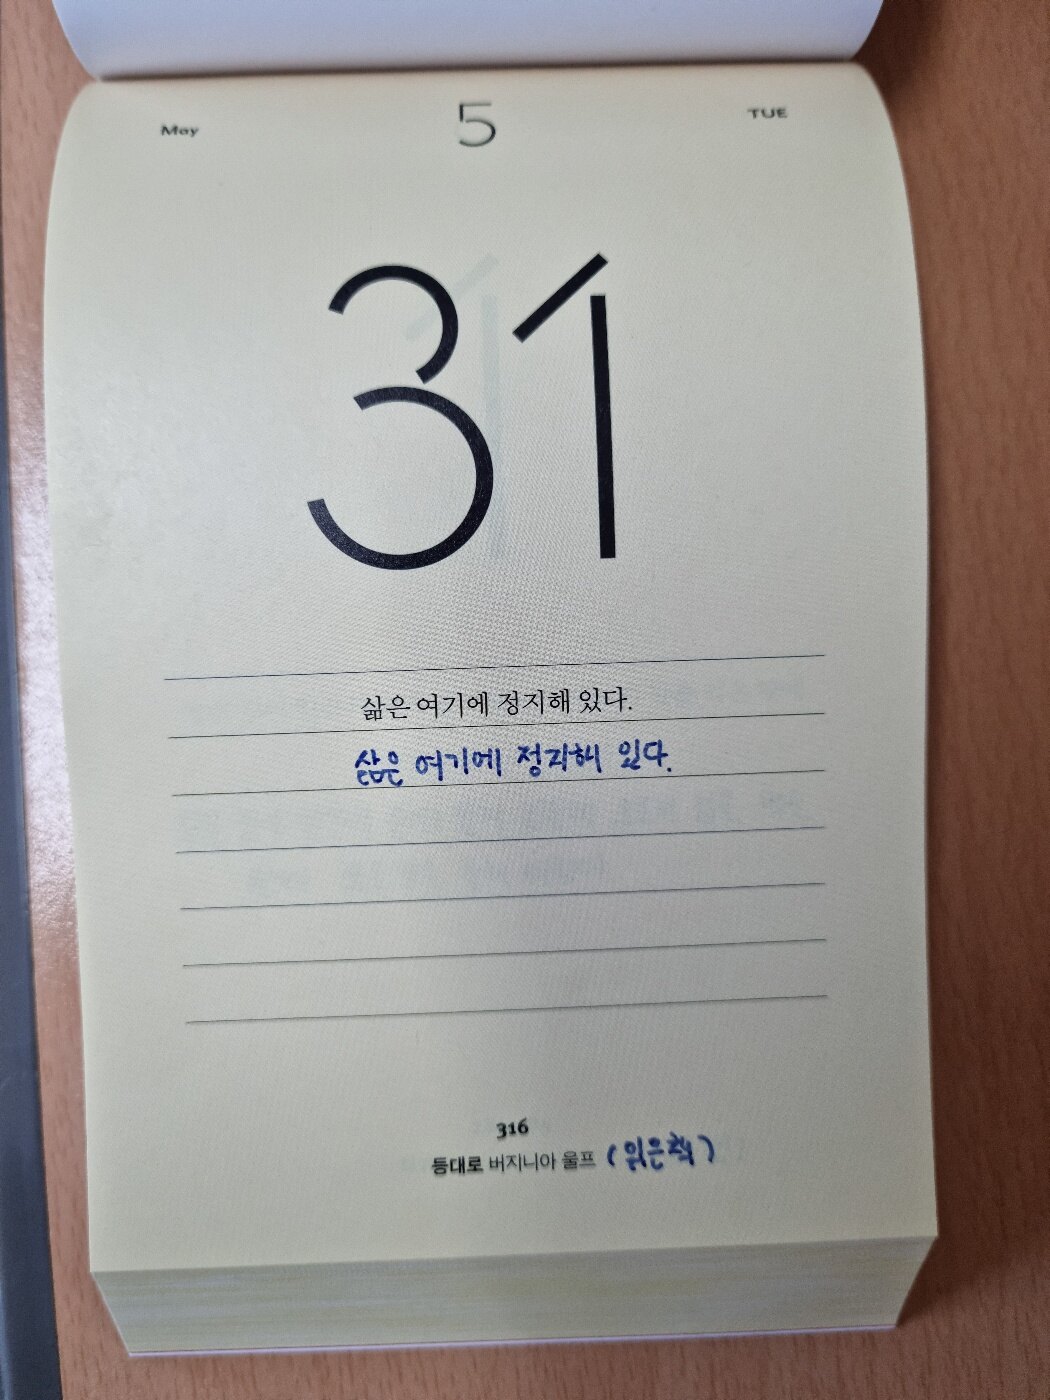 May 5 TUE
31
삶은 여기에 정지해 있다.
삶은 여기에 정지해 있다.
316
등대로 버지니아 울프 (읽은책)